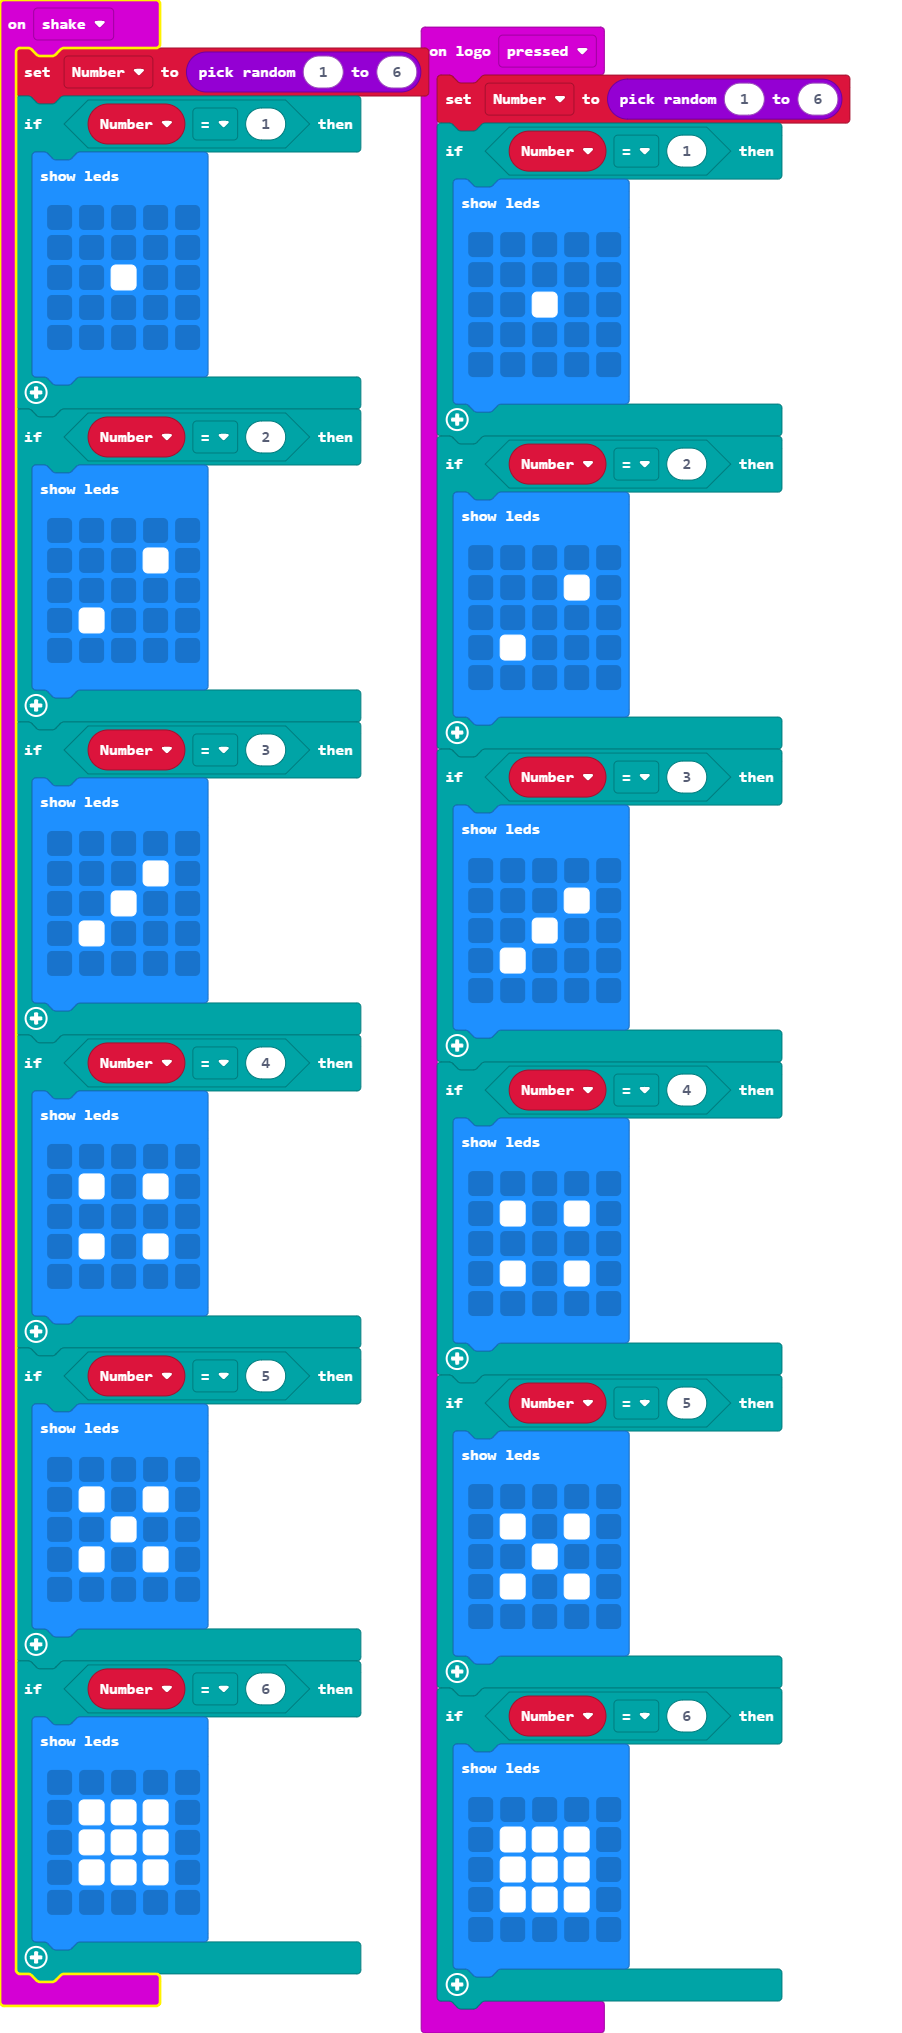 on shake
set Number to pick random 1 to 6
if Number = 1 then
show leds
if Number = 2 then
show leds
if Number = 3 then
show leds
if Number = 4 then
show leds
if Number = 5 then
show leds
if Number = 6 then
show leds
on logo pressed
set Number to pick random 1 to 6
if Number = 1 then
show leds
if Number = 2 then
show leds
if Number = 3 then
show leds
if Number = 4 then
show leds
if Number = 5 then
show leds
if Number = 6 then
show leds